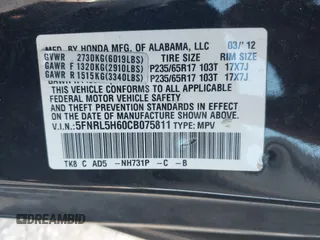 MFD. BY HONDA MFG. OF ALABAMA, LLC 03/12
GVWR 2730KG(6019LBS) TIRE SIZE RIM SIZE
GAWR F 1320KG(2910LBS) P235/65R17 103T 17X7J
GAWR R 1515KG(3340LBS) P235/65R17 103T 17X7J
THIS VEHICLE CONFORMS TO ALL APPLICABLE
FEDERAL MOTOR VEHICLE SAFETY AND THEFT
PREVENTION STANDARDS IN EFFECT ON THE DATE
OF MANUFACTURE SHOWN ABOVE.
V.I.N.: 5FNRL5H60CB075811 TYPE: MPV
TK8 C AD5 -NH731P -C -B